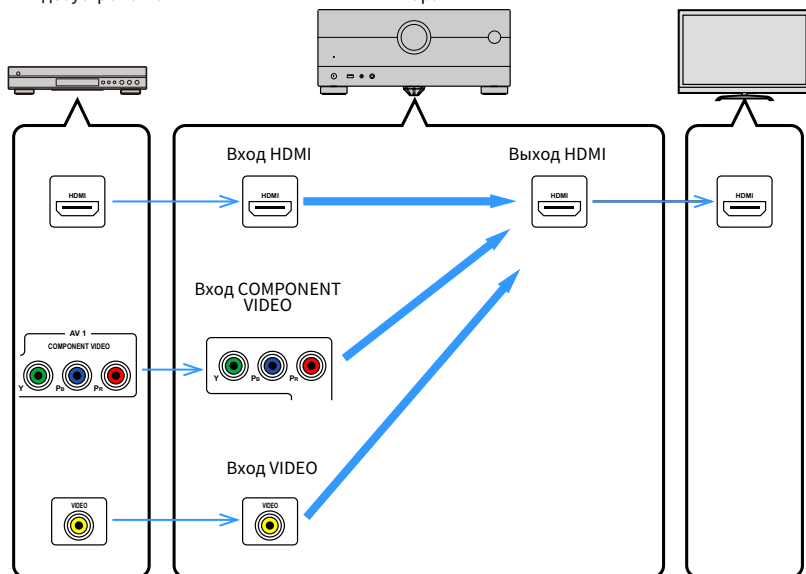 Вход HDMI
Выход HDMI
HDMI
HDMI
HDMI
HDMI
Вход COMPONENT
VIDEO
AV 1
COMPONENT VIDEO
Y PB PR
Y PB PR
Вход VIDEO
VIDEO
VIDEO